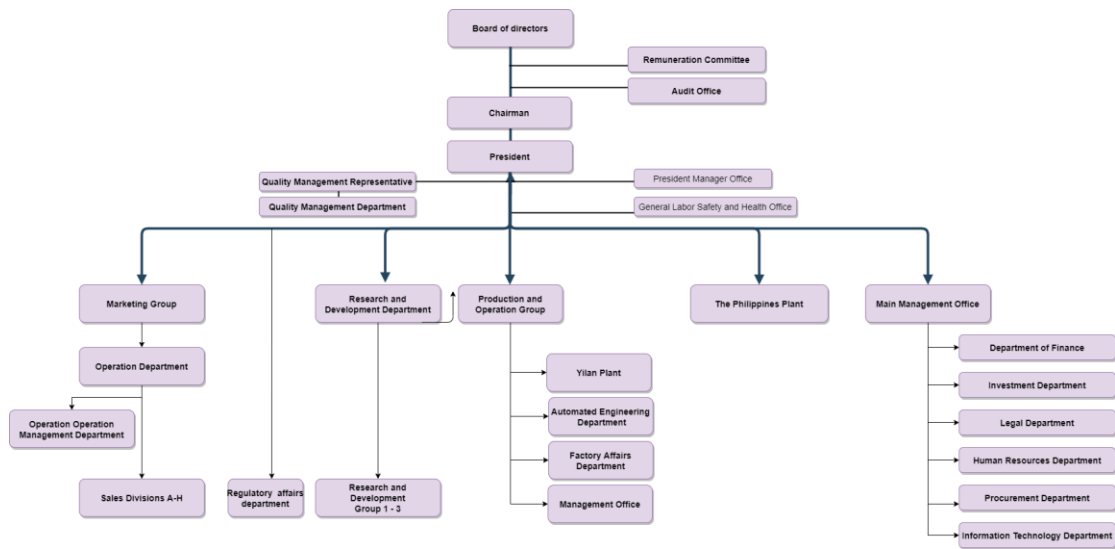 Board of directors
Remuneration Committee
Audit Office
Chairman
President
Quality Management Representative
President Manager Office
Quality Management Department
General Labor Safety and Health Office
Marketing Group
Research and
Development Department
Production and
Operation Group
The Philippines Plant
Main Management Office
Operation Department
Operation Operation
Management Department
Sales Divisions A-H
Regulatory affairs
department
Research and
Development
Group 1 - 3
Yilan Plant
Automated Engineering
Department
Factory Affairs
Department
Management Office
Department of Finance
Investment Department
Legal Department
Human Resources Department
Procurement Department
Information Technology Department